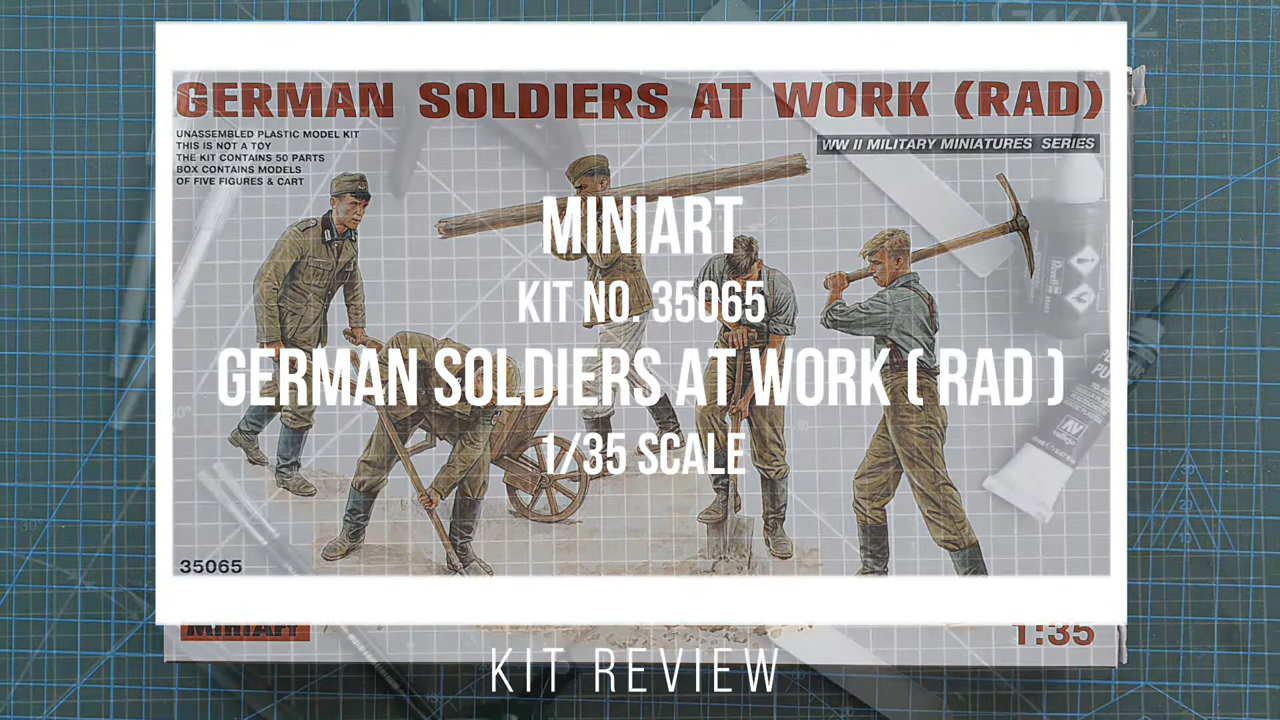 GERMAN SOLDIERS AT WORK (RAD)
UNASSEMBLED PLASTIC MODEL KIT
THIS IS NOT A TOY
THE KIT CONTAINS 50 PARTS
BOX CONTAINS MODELS
OF FIVE FIGURES & CART
WW II MILITARY MINIATURES SERIES
MINIART
KIT NO. 35065
GERMAN SOLDIERS AT WORK ( RAD )
1/35 SCALE
35065
MINIART
1:35
KIT REVIEW
vallejo